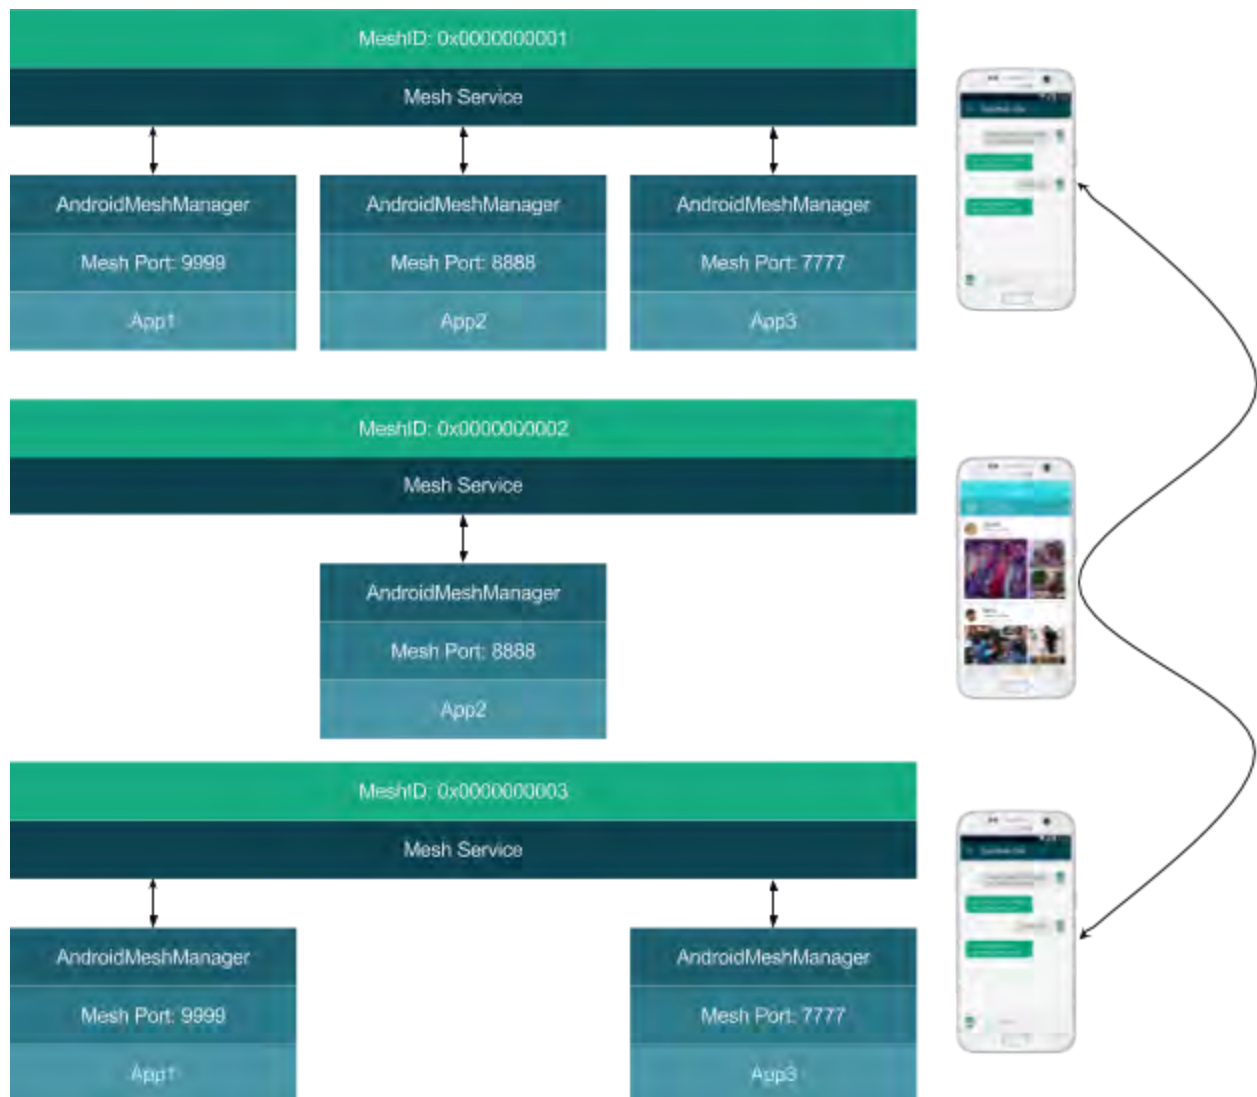 MeshID: 0x0000000001
Mesh Service
AndroidMeshManager AndroidMeshManager AndroidMeshManager
Mesh Port: 9999 Mesh Port: 8888 Mesh Port: 7777
App1 App2 App3
MeshID: 0x0000000002
Mesh Service
AndroidMeshManager
Mesh Port: 8888
App2
MeshID: 0x0000000003
Mesh Service
AndroidMeshManager AndroidMeshManager
Mesh Port: 9999 Mesh Port: 7777
App1 App3